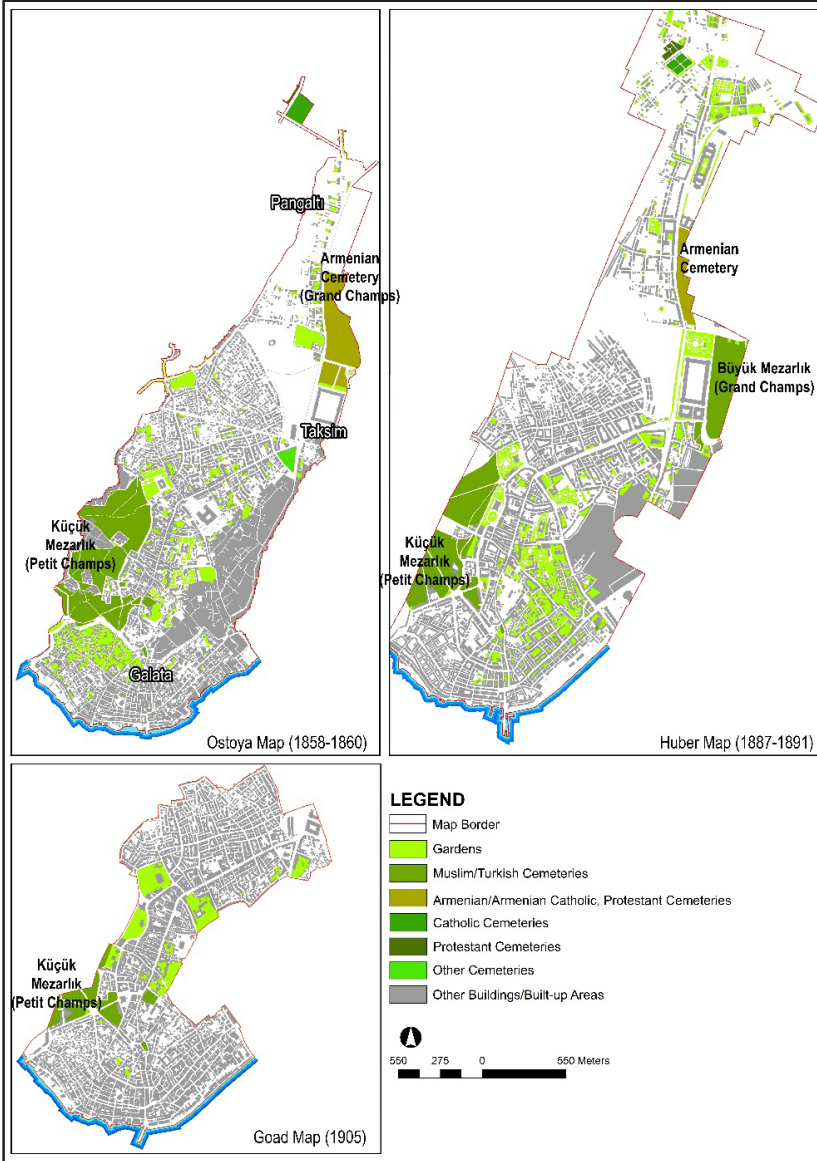 Pangaltı
Armenian
Cemetery
(Grand Champs)
Taksim
Küçük
Mezarlık
(Petit Champs)
Galata
Ostoya Map (1858-1860)
Armenian
Cemetery
Büyük Mezarlık
(Grand Champs)
Küçük
Mezarlık
(Petit Champs)
Huber Map (1887-1891)
Küçük
Mezarlık
(Petit Champs)
Goad Map (1905)
LEGEND
Map Border
Gardens
Muslim/Turkish Cemeteries
Armenian/Armenian Catholic, Protestant Cemeteries
Catholic Cemeteries
Protestant Cemeteries
Other Cemeteries
Other Buildings/Built-up Areas
550 275 0 550 Meters